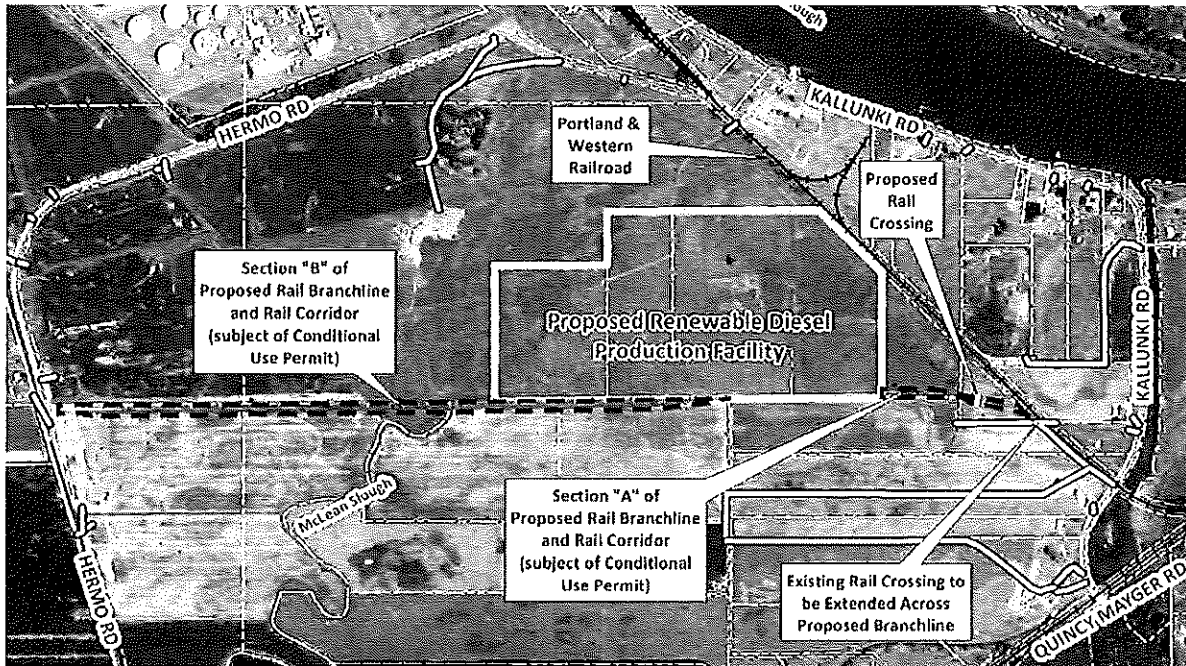 Slough
HERMO RD
KALLUNKI RD
Portland &
Western
Railroad
Proposed
Rail
Crossing
Section "B" of
Proposed Rail Branchline
and Rail Corridor
(subject of Conditional
Use Permit)
Proposed Renewable Diesel
Production Facility
KALLUNKI RD
McLean Slough
Section "A" of
Proposed Rail Branchline
and Rail Corridor
(subject of Conditional
Use Permit)
Existing Rail Crossing to
be Extended Across
Proposed Branchline
HERMO RD
QUINCY MAYGER RD